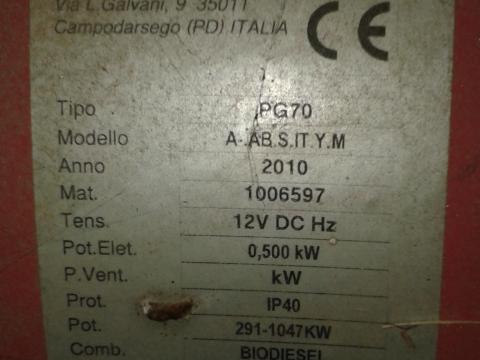 Via L.Galvani, 9 35011
Campodarsego (PD) ITALIA
CE
Tipo PG70
Modello A-.AB.S.IT.Y.M
Anno 2010
Mat. 1006597
Tens. 12V DC Hz
Pot.Elet. 0,500 kW
P.Vent. kW
Prot. IP40
Pot. 291-1047KW
Comb. BIODIESEL